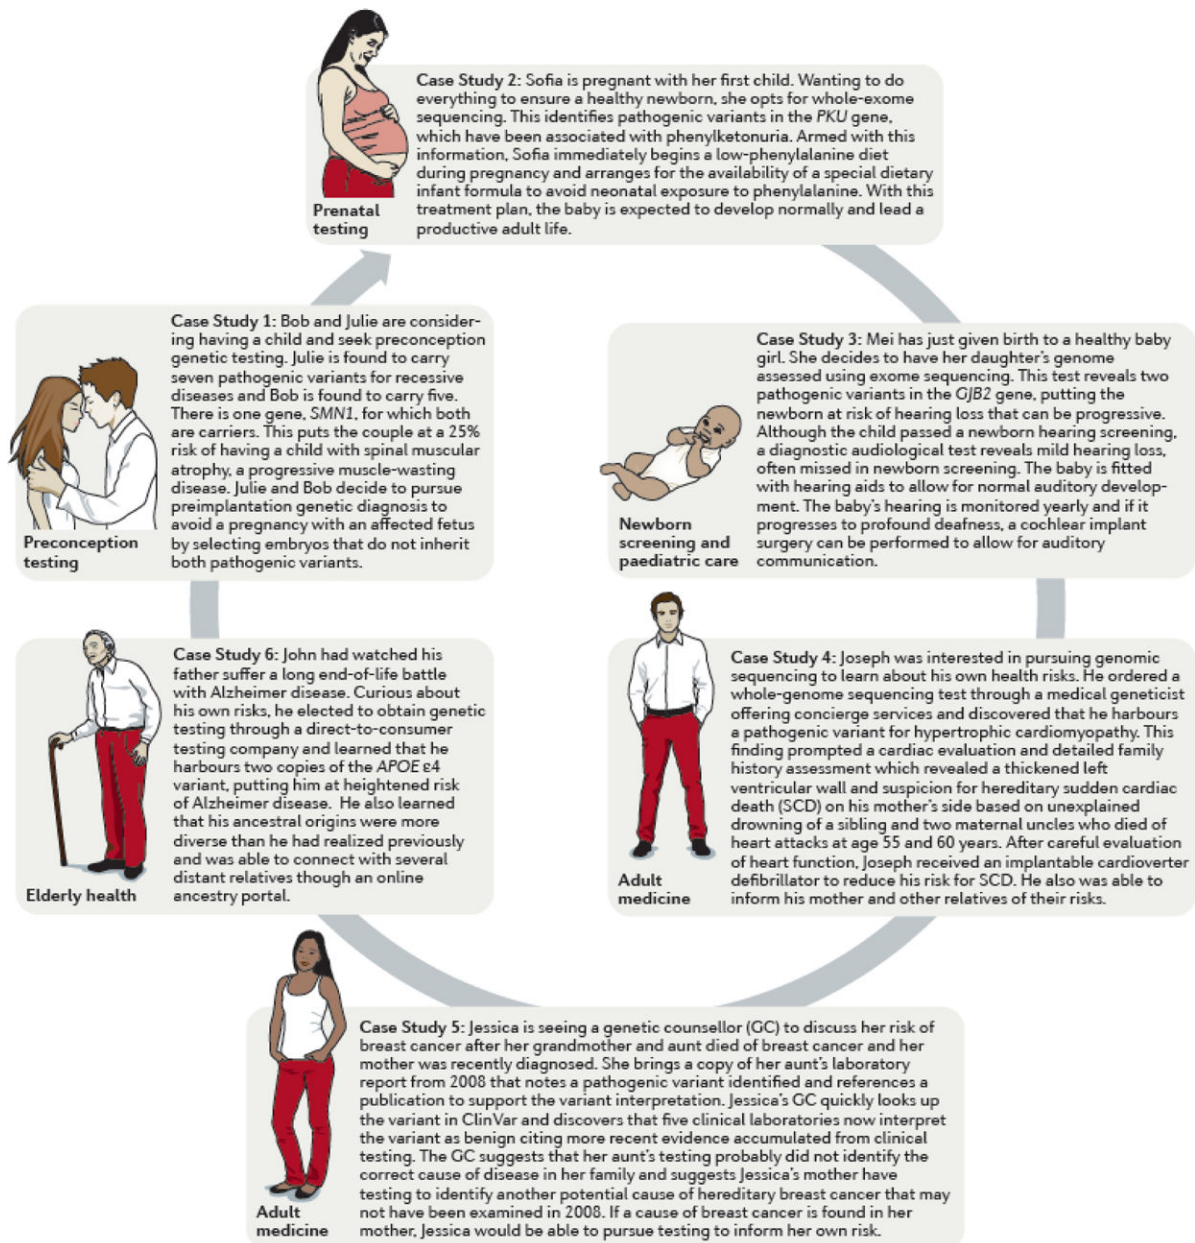 Case Study 2: Sofia is pregnant with her first child. Wanting to do
everything to ensure a healthy newborn, she opts for whole-exome
sequencing. This identifies pathogenic variants in the PKU gene,
which have been associated with phenylketonuria. Armed with this
information, Sofia immediately begins a low-phenylalanine diet
during pregnancy and arranges for the availability of a special dietary
infant formula to avoid neonatal exposure to phenylalanine. With this
treatment plan, the baby is expected to develop normally and lead a
productive adult life.
Prenatal
testing
Case Study 1: Bob and Julie are consider-
ing having a child and seek preconception
genetic testing. Julie is found to carry
seven pathogenic variants for recessive
diseases and Bob is found to carry five.
There is one gene, SMN1, for which both
are carriers. This puts the couple at a 25%
risk of having a child with spinal muscular
atrophy, a progressive muscle-wasting
disease. Julie and Bob decide to pursue
preimplantation genetic diagnosis to
avoid a pregnancy with an affected fetus
by selecting embryos that do not inherit
both pathogenic variants.
Preconception
testing
Case Study 3: Mei has just given birth to a healthy baby
girl. She decides to have her daughter's genome
assessed using exome sequencing. This test reveals two
pathogenic variants in the GJB2 gene, putting the
newborn at risk of hearing loss that can be progressive.
Although the child passed a newborn hearing screening,
a diagnostic audiological test reveals mild hearing loss,
often missed in newborn screening. The baby is fitted
with hearing aids to allow for normal auditory develop-
ment. The baby's hearing is monitored yearly and if it
progresses to profound deafness, a cochlear implant
surgery can be performed to allow for auditory
communication.
Newborn
screening and
paediatric care
Case Study 6: John had watched his
father suffer a long end-of-life battle
with Alzheimer disease. Curious about
his own risks, he elected to obtain genetic
testing through a direct-to-consumer
testing company and learned that he
harbours two copies of the APOE ε4
variant, putting him at heightened risk
of Alzheimer disease. He also learned
that his ancestral origins were more
diverse than he had realized previously
and was able to connect with several
distant relatives though an online
ancestry portal.
Elderly health
Case Study 4: Joseph was interested in pursuing genomic
sequencing to learn about his own health risks. He ordered a
whole-genome sequencing test through a medical geneticist
offering concierge services and discovered that he harbours
a pathogenic variant for hypertrophic cardiomyopathy. This
finding prompted a cardiac evaluation and detailed family
history assessment which revealed a thickened left
ventricular wall and suspicion for hereditary sudden cardiac
death (SCD) on his mother's side based on unexplained
drowning of a sibling and two maternal uncles who died of
heart attacks at age 55 and 60 years. After careful evaluation
of heart function, Joseph received an implantable cardioverter
defibrillator to reduce his risk for SCD. He also was able to
inform his mother and other relatives of their risks.
Adult
medicine
Case Study 5: Jessica is seeing a genetic counsellor (GC) to discuss her risk of
breast cancer after her grandmother and aunt died of breast cancer and her
mother was recently diagnosed. She brings a copy of her aunt's laboratory
report from 2008 that notes a pathogenic variant identified and references a
publication to support the variant interpretation. Jessica's GC quickly looks up
the variant in ClinVar and discovers that five clinical laboratories now interpret
the variant as benign citing more recent evidence accumulated from clinical
testing. The GC suggests that her aunt's testing probably did not identify the
correct cause of disease in her family and suggests Jessica's mother have
testing to identify another potential cause of hereditary breast cancer that may
not have been examined in 2008. If a cause of breast cancer is found in her
mother, Jessica would be able to pursue testing to inform her own risk.
Adult
medicine